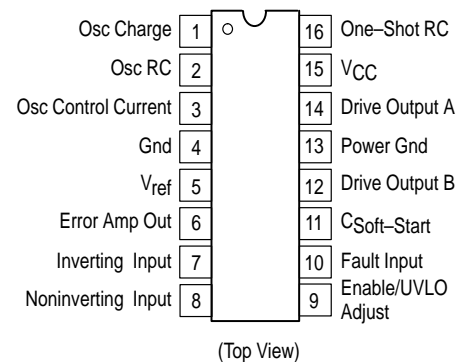 Osc Charge 1 16 One–Shot RC
Osc RC 2 15 VCC
Osc Control Current 3 14 Drive Output A
Gnd 4 13 Power Gnd
Vref 5 12 Drive Output B
Error Amp Out 6 11 CSoft–Start
Inverting Input 7 10 Fault Input
Noninverting Input 8 9 Enable/UVLO
Adjust
(Top View)